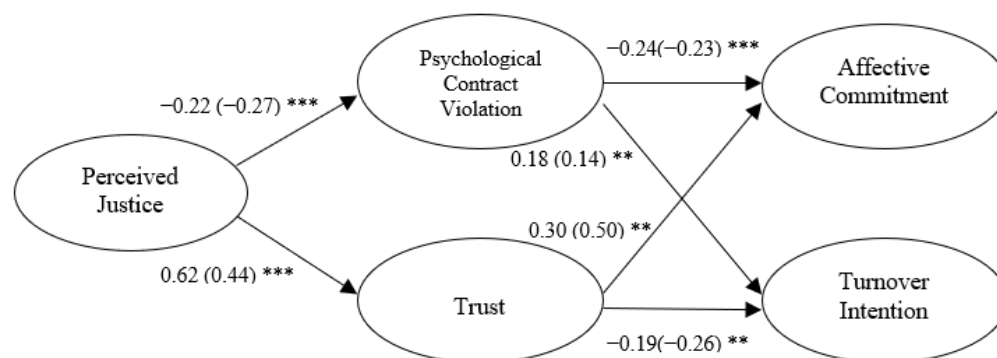 Psychological
Contract
Violation
−0.24(−0.23) ***
Affective
Commitment
−0.22 (−0.27) ***
0.18 (0.14) **
Perceived
Justice
0.30 (0.50) **
0.62 (0.44) ***
Trust
Turnover
Intention
−0.19(−0.26) **